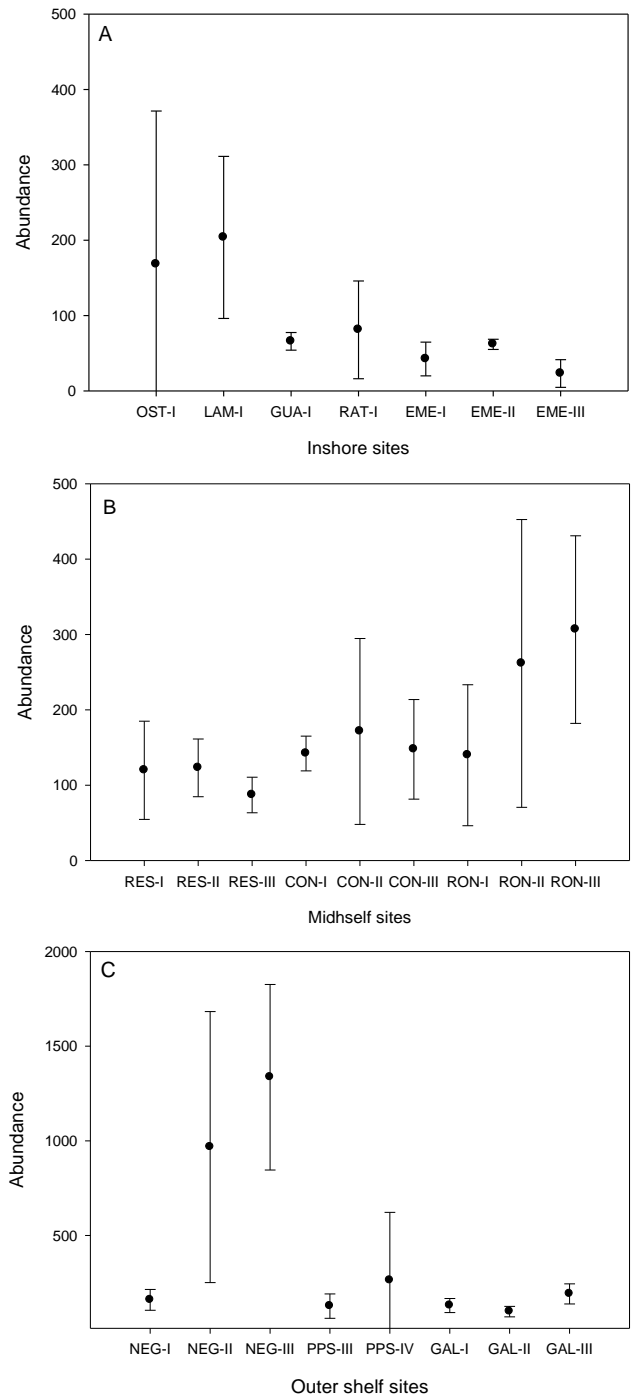 A
500
400
300
200
100
0
Abundance
OST-I LAM-I GUA-I RAT-I EME-I EME-II EME-III
Inshore sites
B
500
400
300
200
100
0
Abundance
RES-I RES-II RES-III CON-I CON-II CON-III RON-I RON-II RON-III
Midhself sites
C
2000
1500
1000
500
Abundance
NEG-I NEG-II NEG-III PPS-III PPS-IV GAL-I GAL-II GAL-III
Outer shelf sites